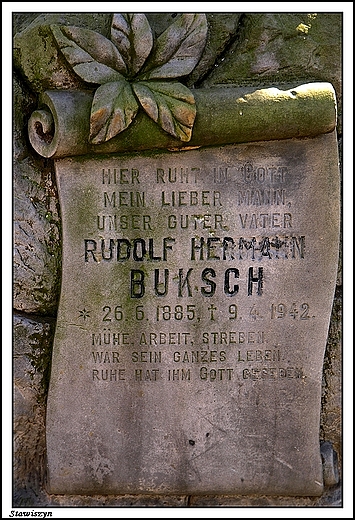 HIER RUHT IN GOTT
MEIN LIEBER MANN,
UNSER GUTER VATER
RUDOLF HERMANN
BUKSCH
* 26.6.1885, † 9.4.1942.
MÜHE, ARBEIT, STREBEN
WAR SEIN GANZES LEBEN
RUHE HAT IHM GOTT GEGEBEN.
Stawiszyn